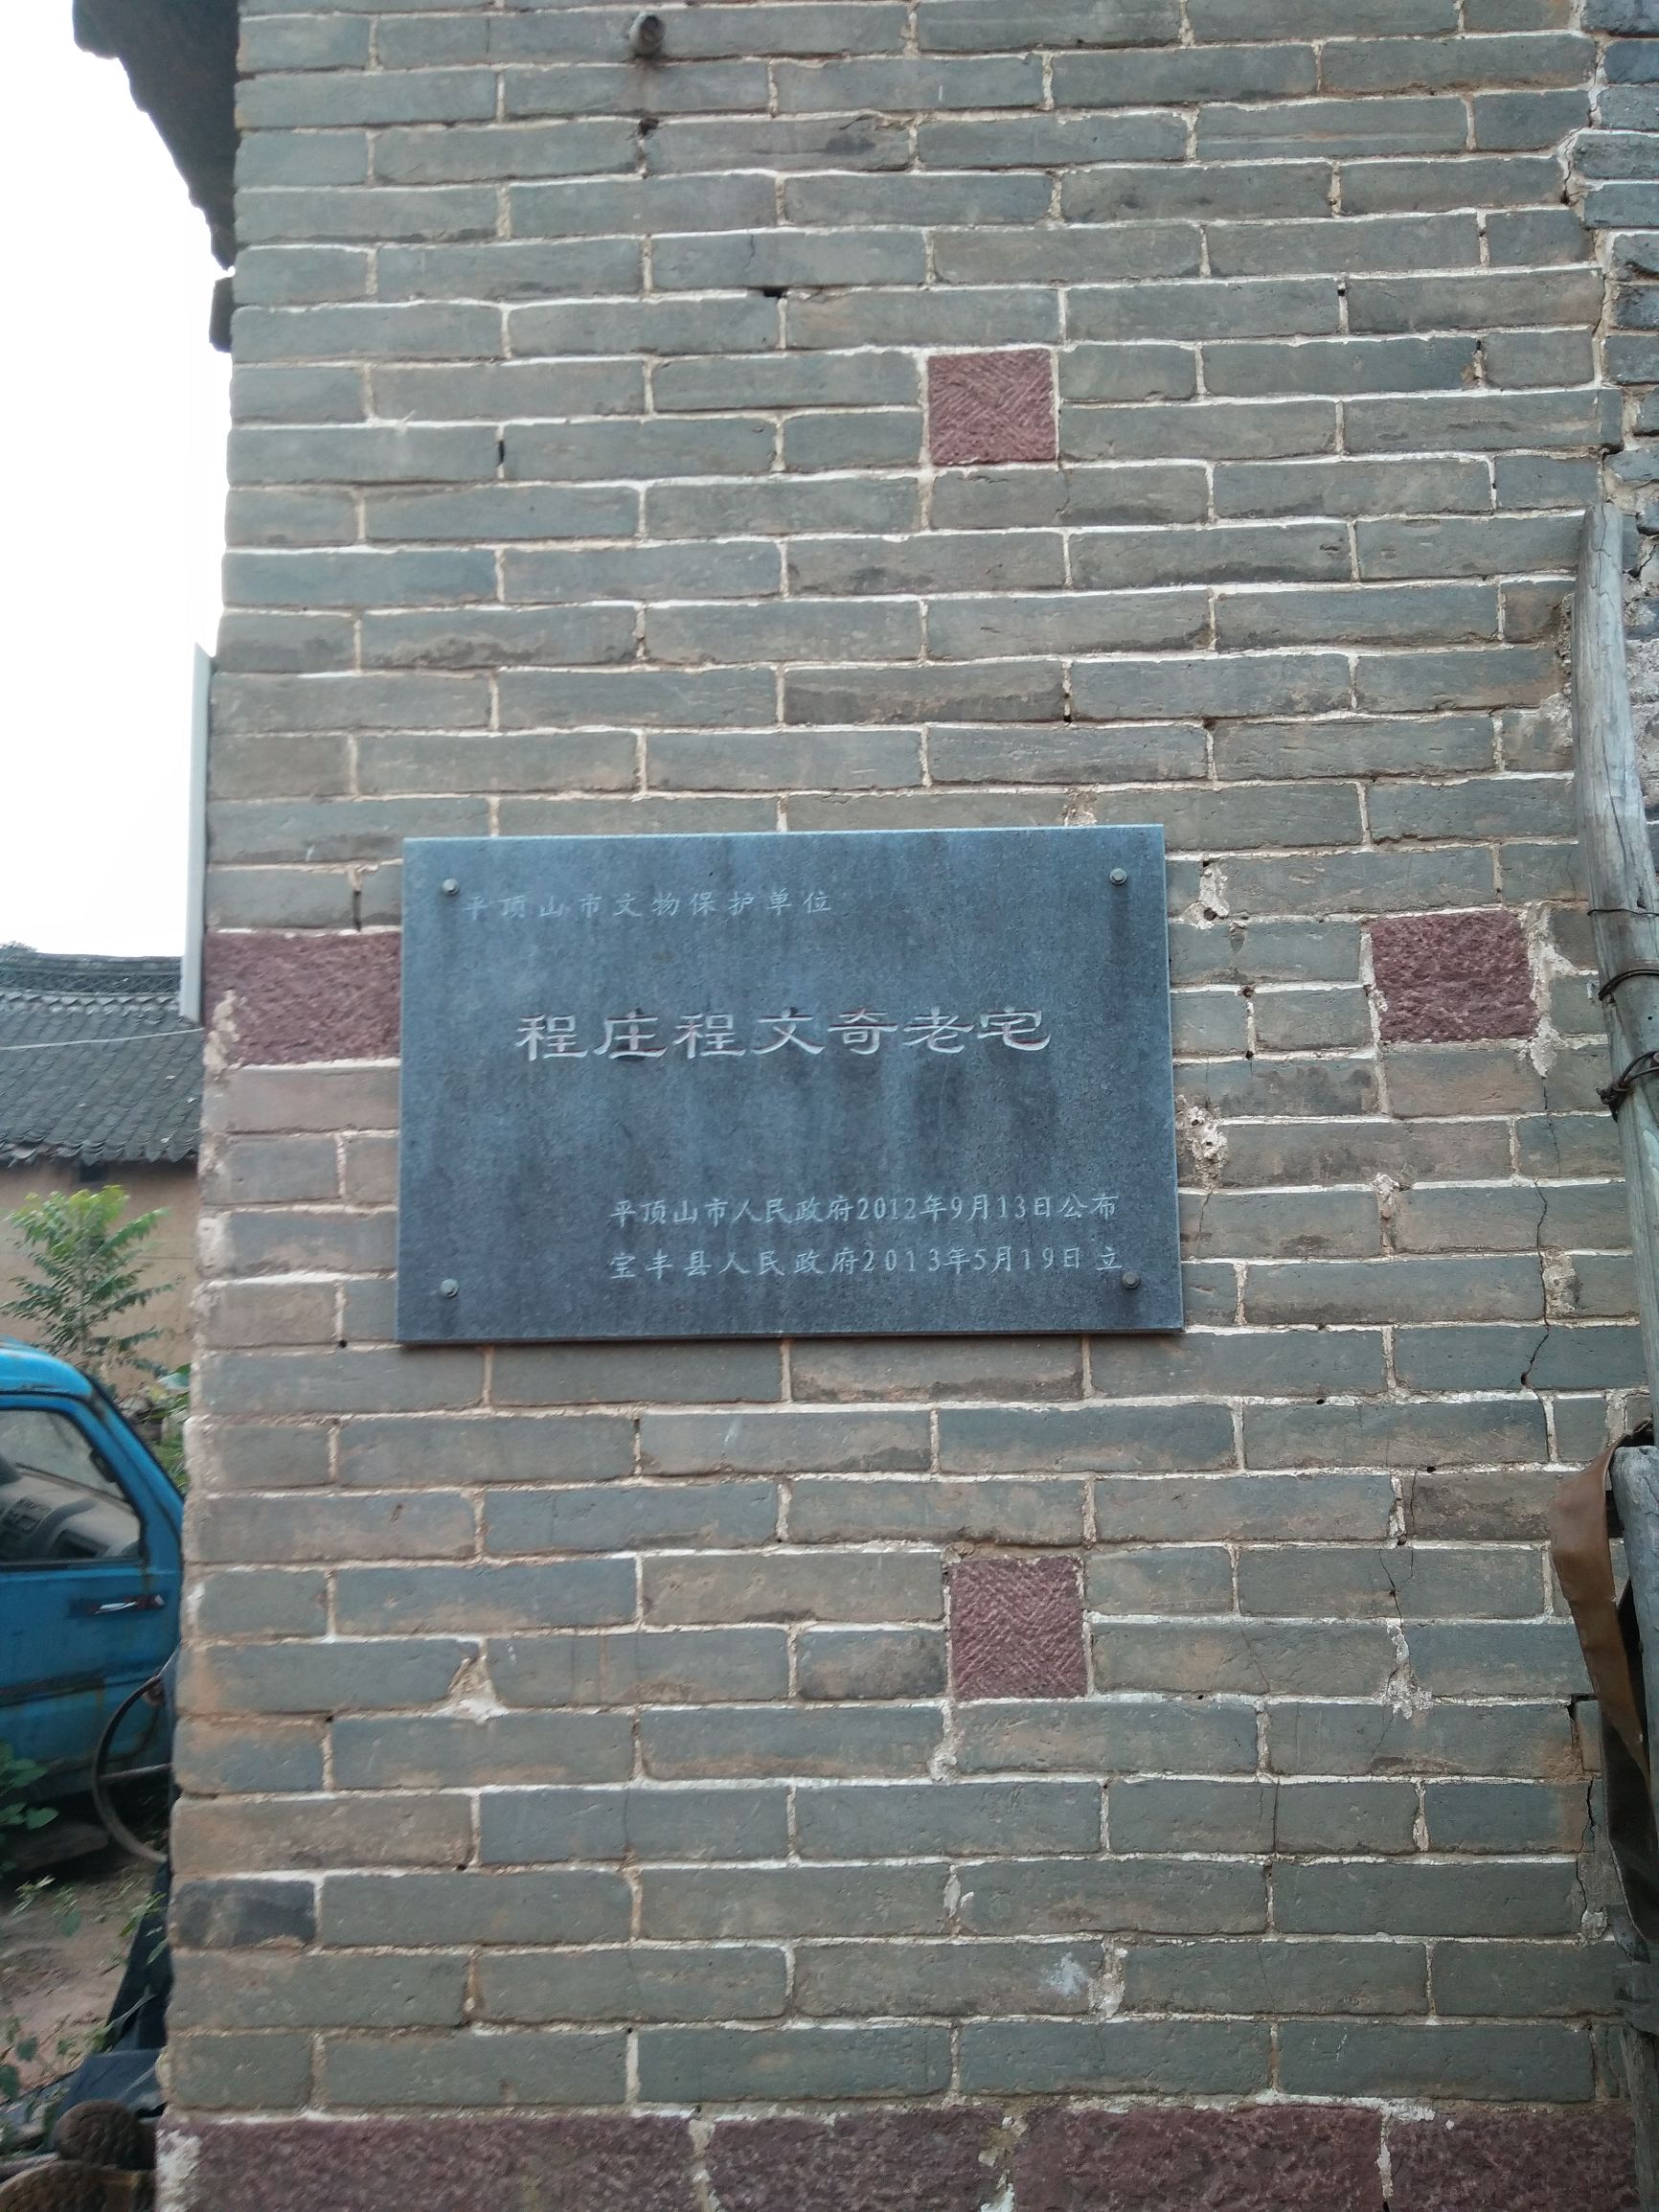 平顶山市文物保护单位
程庄程文奇老宅
平顶山市人民政府2012年9月13日公布
宝丰县人民政府2013年5月19日 立